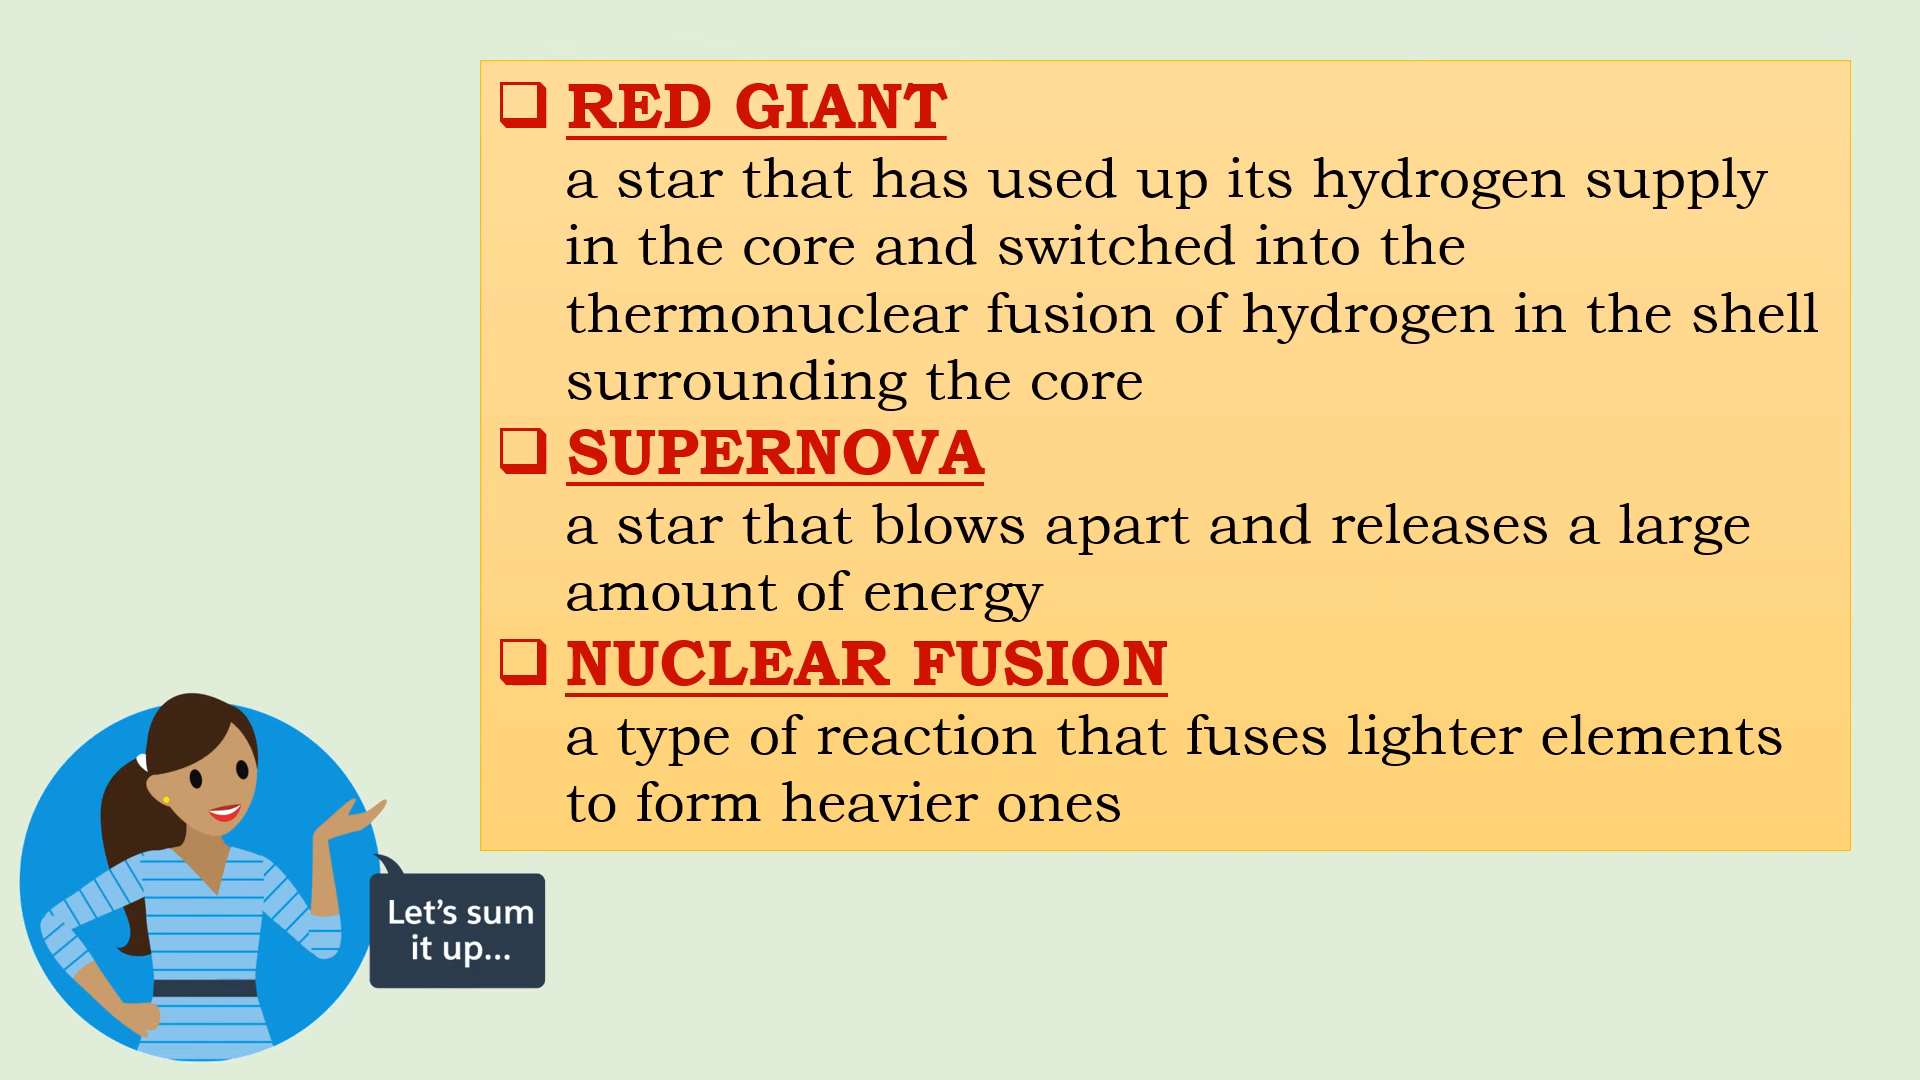 ❑ RED GIANT
a star that has used up its hydrogen supply
in the core and switched into the
thermonuclear fusion of hydrogen in the shell
surrounding the core
❑ SUPERNOVA
a star that blows apart and releases a large
amount of energy
❑ NUCLEAR FUSION
a type of reaction that fuses lighter elements
to form heavier ones
Let’s sum
it up...